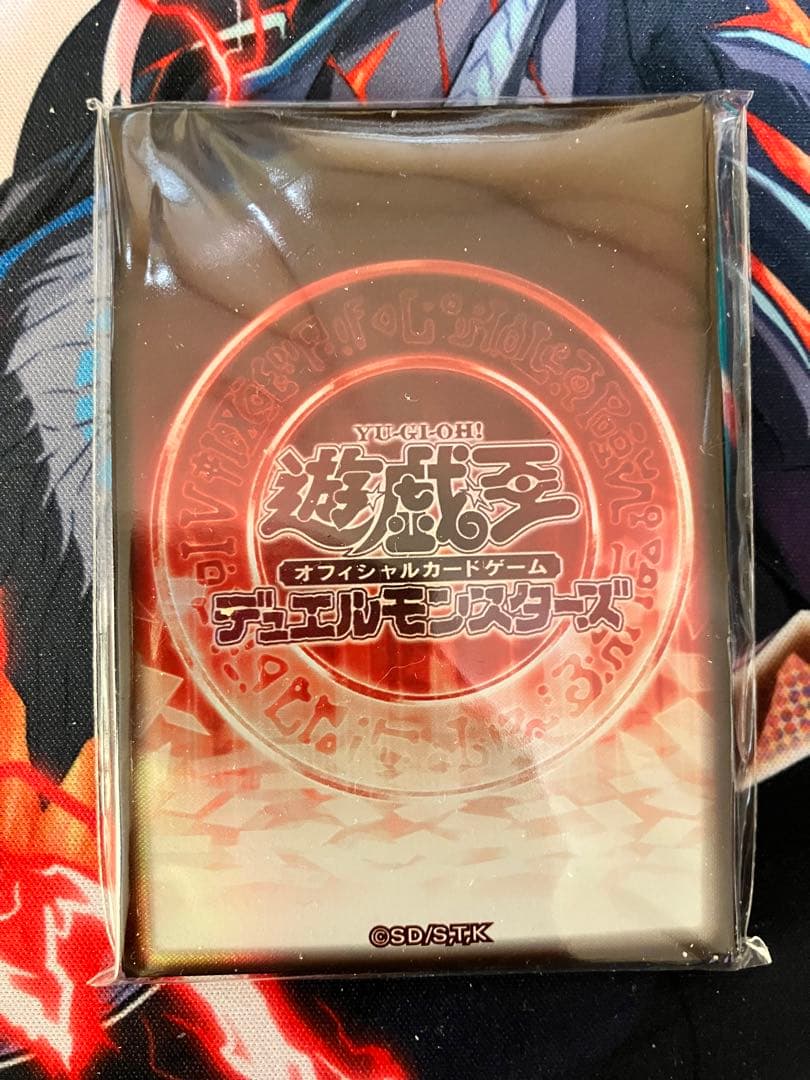 YU-GI-OH!
遊戯王
オフィシャルカードゲーム
デュエルモンスターズ
©SD/S,T,K